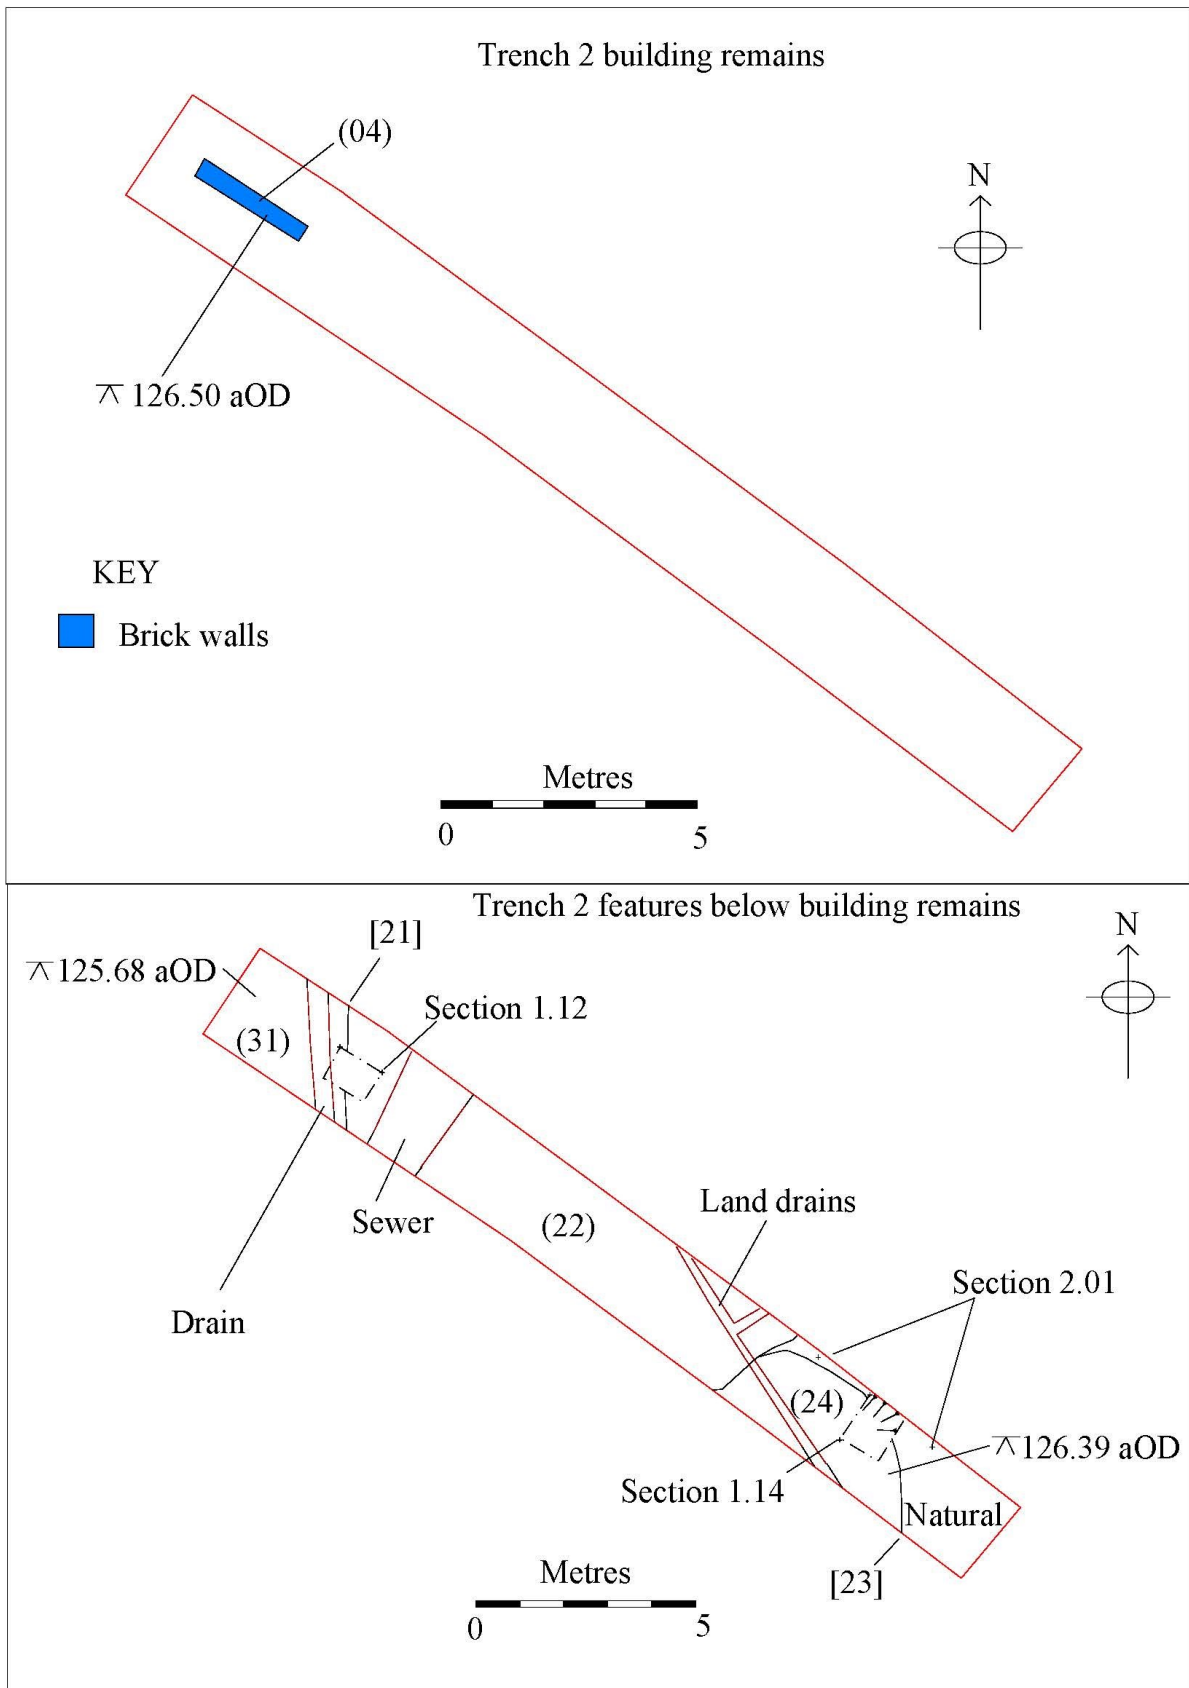 Trench 2 building remains
(04)
N
126.50 aOD
KEY
Brick walls
Metres
0 5
Trench 2 features below building remains
N
[21]
125.68 aOD
Section 1.12
(31)
Land drains
Sewer
(22)
Section 2.01
Drain
(24)
126.39 aOD
Section 1.14
Natural
Metres
[23]
0 5